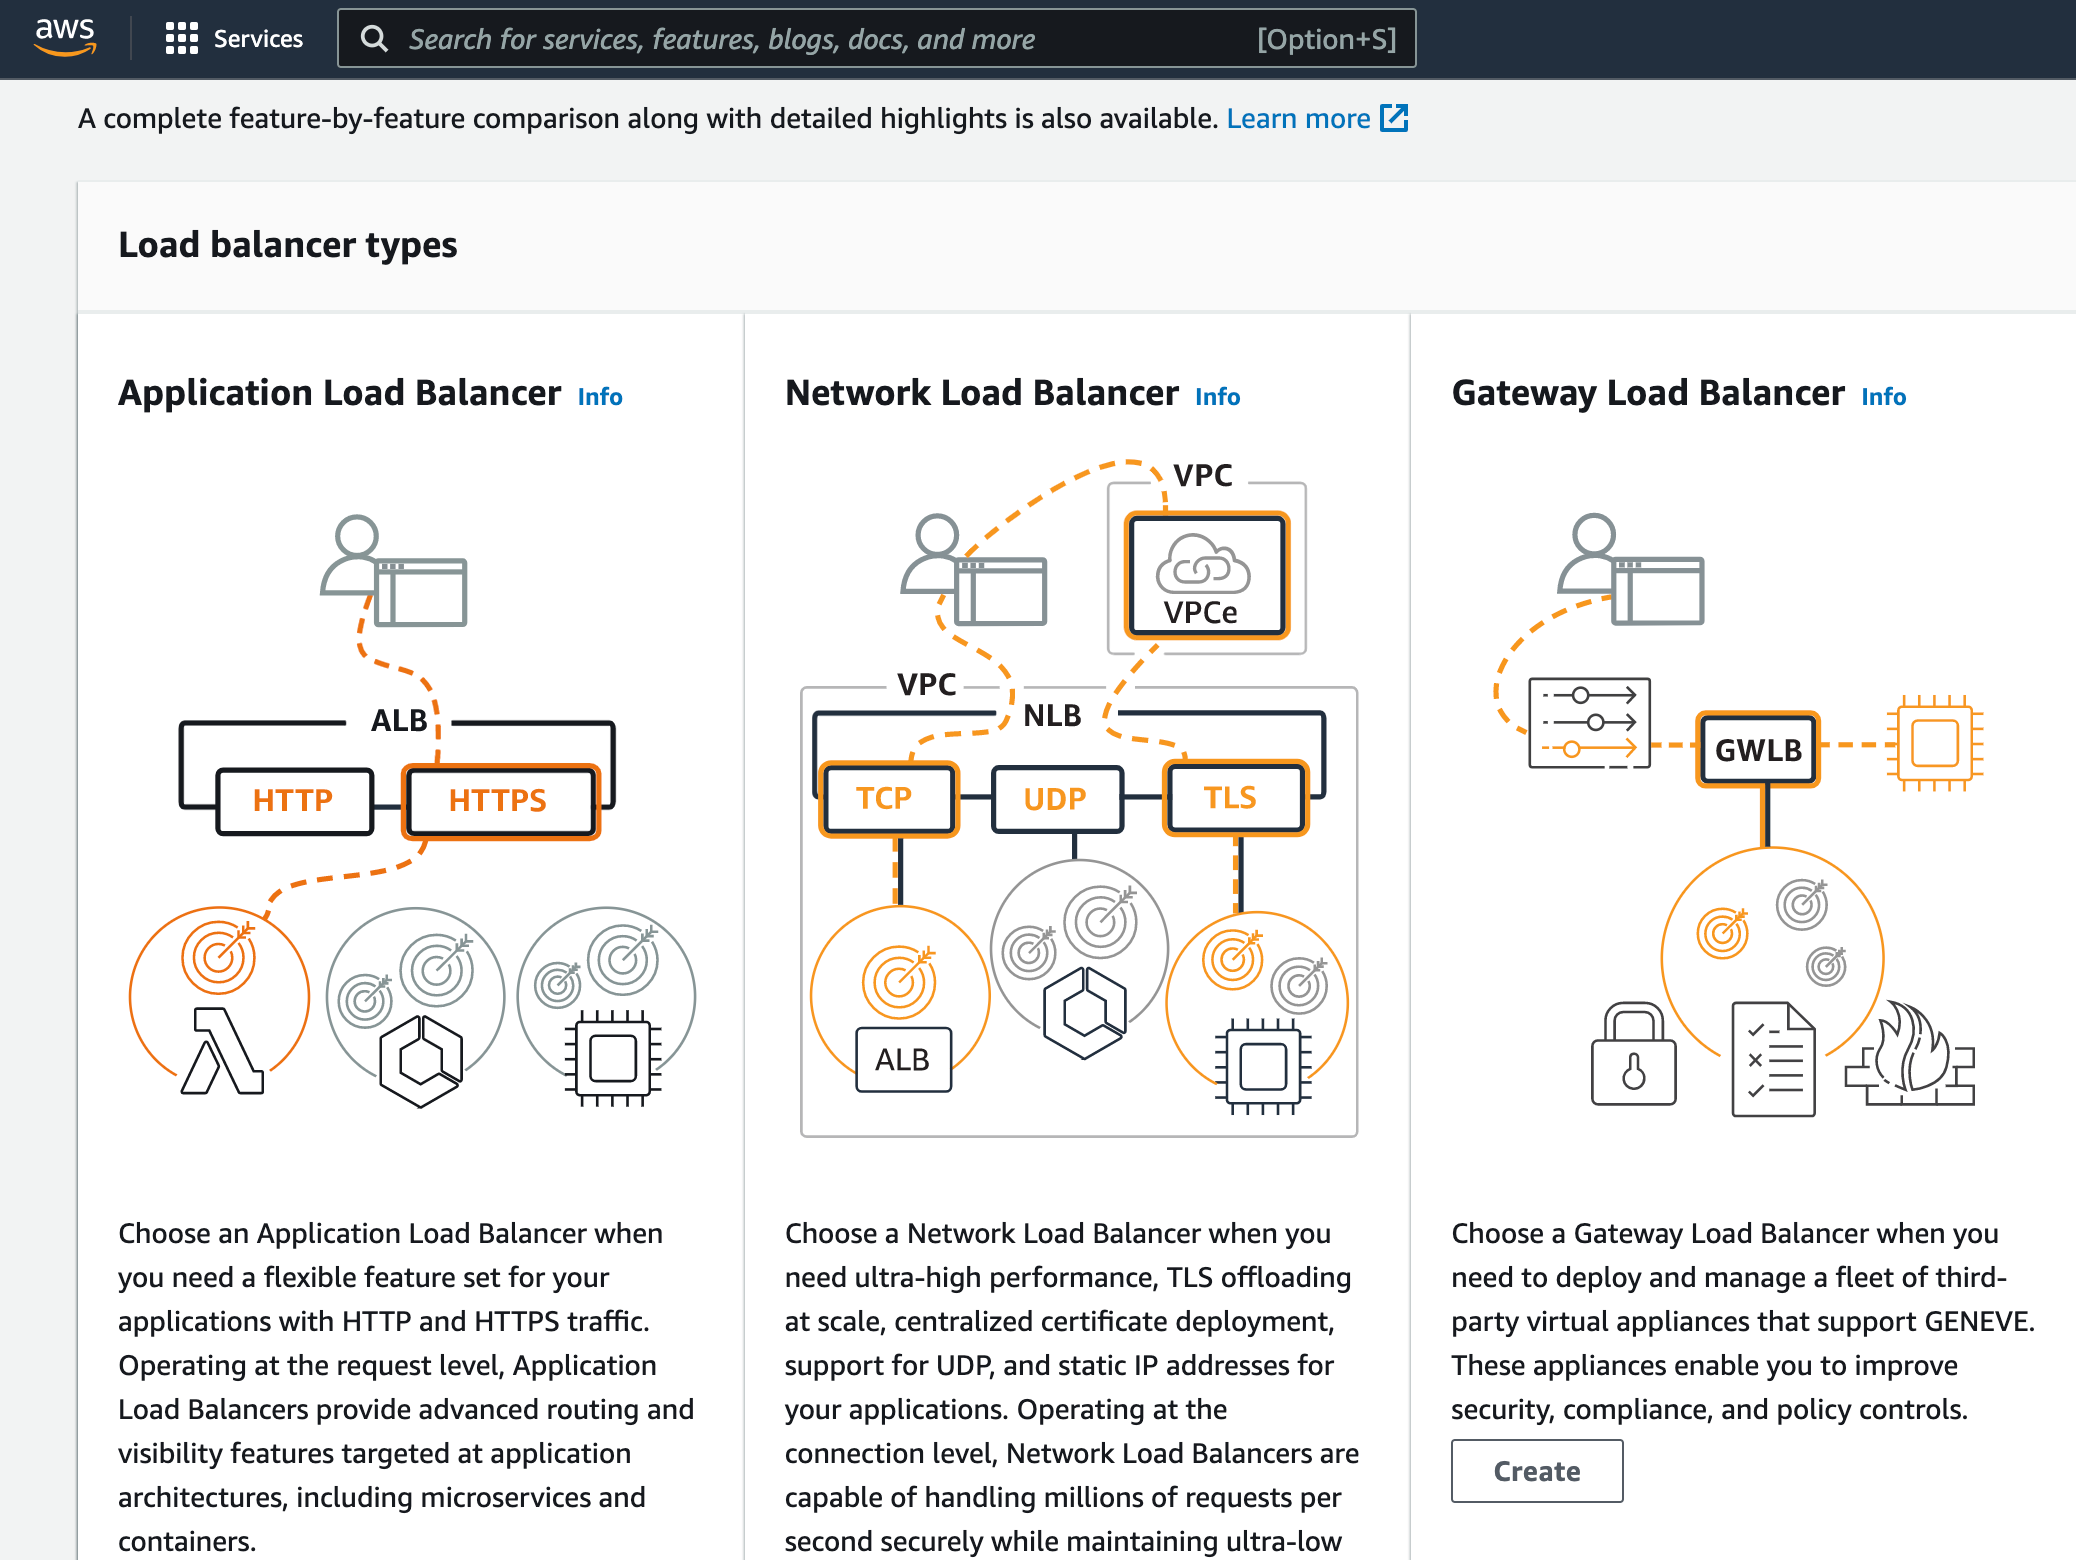 aws
Services
Search for services, features, blogs, docs, and more
[Option+S]
A complete feature-by-feature comparison along with detailed highlights is also available. Learn more
Load balancer types
Application Load Balancer Info
ALB
HTTP
HTTPS
Choose an Application Load Balancer when
you need a flexible feature set for your
applications with HTTP and HTTPS traffic.
Operating at the request level, Application
Load Balancers provide advanced routing and
visibility features targeted at application
architectures, including microservices and
containers.
Network Load Balancer Info
VPC
VPCe
VPC
NLB
TCP
UDP
TLS
ALB
Choose a Network Load Balancer when you
need ultra-high performance, TLS offloading
at scale, centralized certificate deployment,
support for UDP, and static IP addresses for
your applications. Operating at the
connection level, Network Load Balancers are
capable of handling millions of requests per
second securely while maintaining ultra-low
Gateway Load Balancer Info
GWLB
Choose a Gateway Load Balancer when you
need to deploy and manage a fleet of third-
party virtual appliances that support GENEVE.
These appliances enable you to improve
security, compliance, and policy controls.
Create